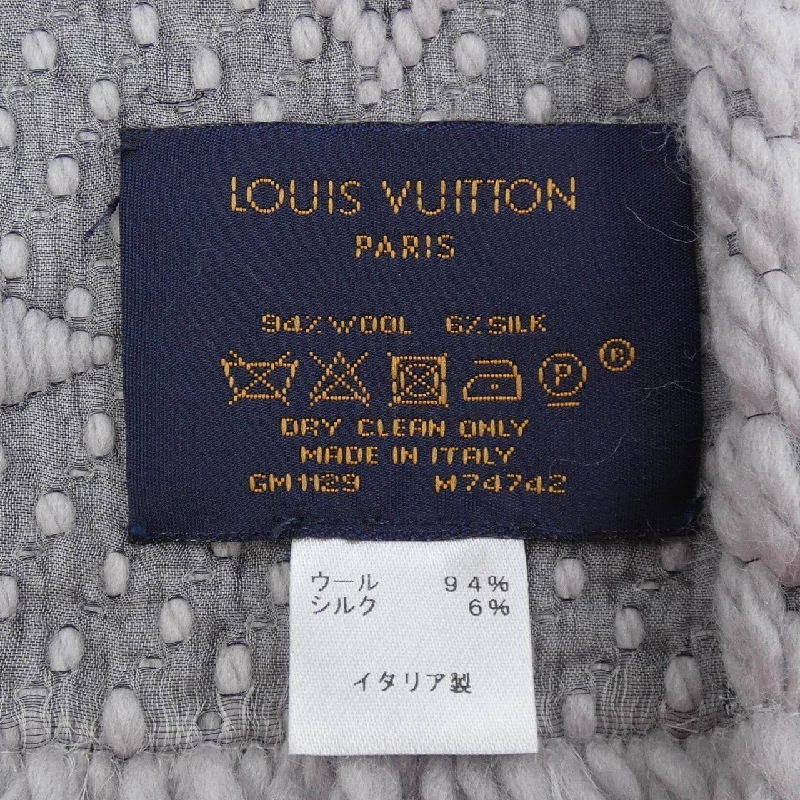 LOUIS VUITTON
PARIS
94% WOOL 6% SILK
P ®
DRY CLEAN ONLY
MADE IN ITALY
GM1129 M74742
ウール 94%
シルク 6%
イタリア製